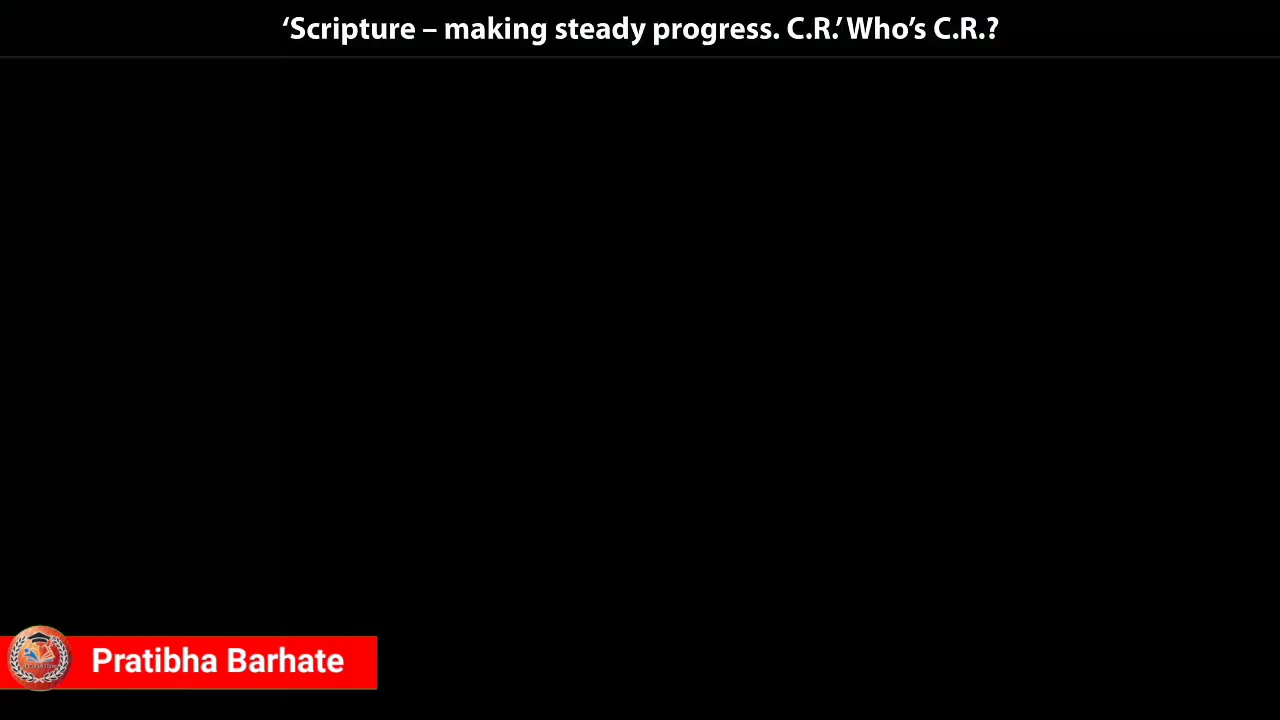 ‘Scripture – making steady progress. C.R.’ Who’s C.R.?
Pratibha Barhate